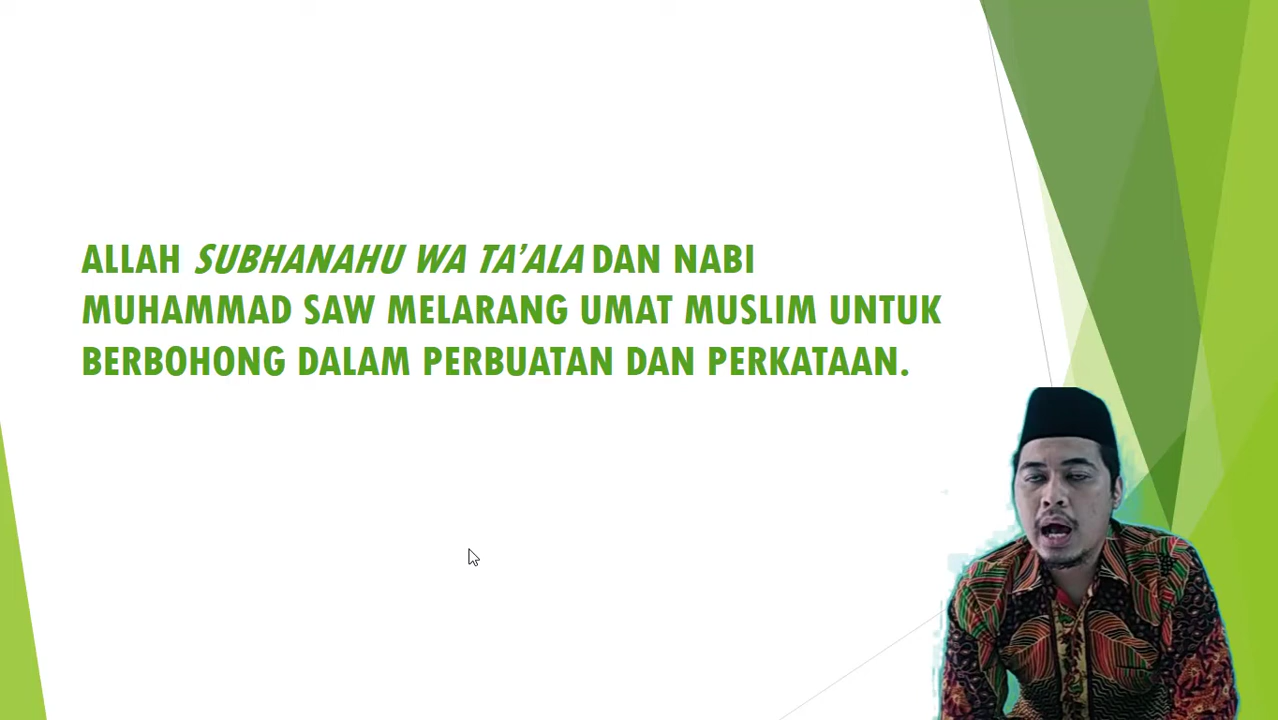 ALLAH SUBHANAHU WA TA’ALA DAN NABI
MUHAMMAD SAW MELARANG UMAT MUSLIM UNTUK
BERBOHONG DALAM PERBUATAN DAN PERKATAAN.